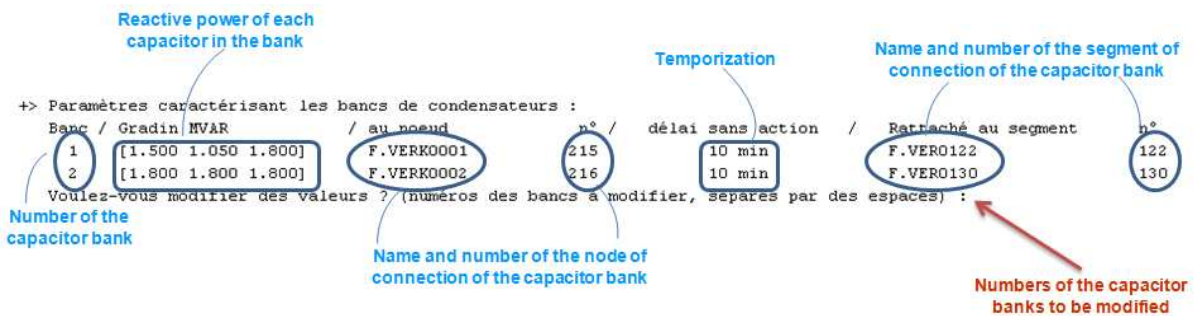 Reactive power of each
capacitor in the bank
Temporization
Name and number of the segment of
connection of the capacitor bank
+> Paramètres caractérisant les bancs de condensateurs :
Banc / Gradin MVAR / au noeud n° / délai sans action / Rattaché au segment n°
1 [1.500 1.050 1.800] F.VERK0001 215 10 min F.VER0122 122
2 [1.800 1.800 1.800] F.VERK0002 216 10 min F.VER0130 130
Voulez-vous modifier des valeurs ? (numéros des bancs à modifier, séparés par des espaces) :
Number of the
capacitor bank
Name and number of the node of
connection of the capacitor bank
Numbers of the capacitor
banks to be modified